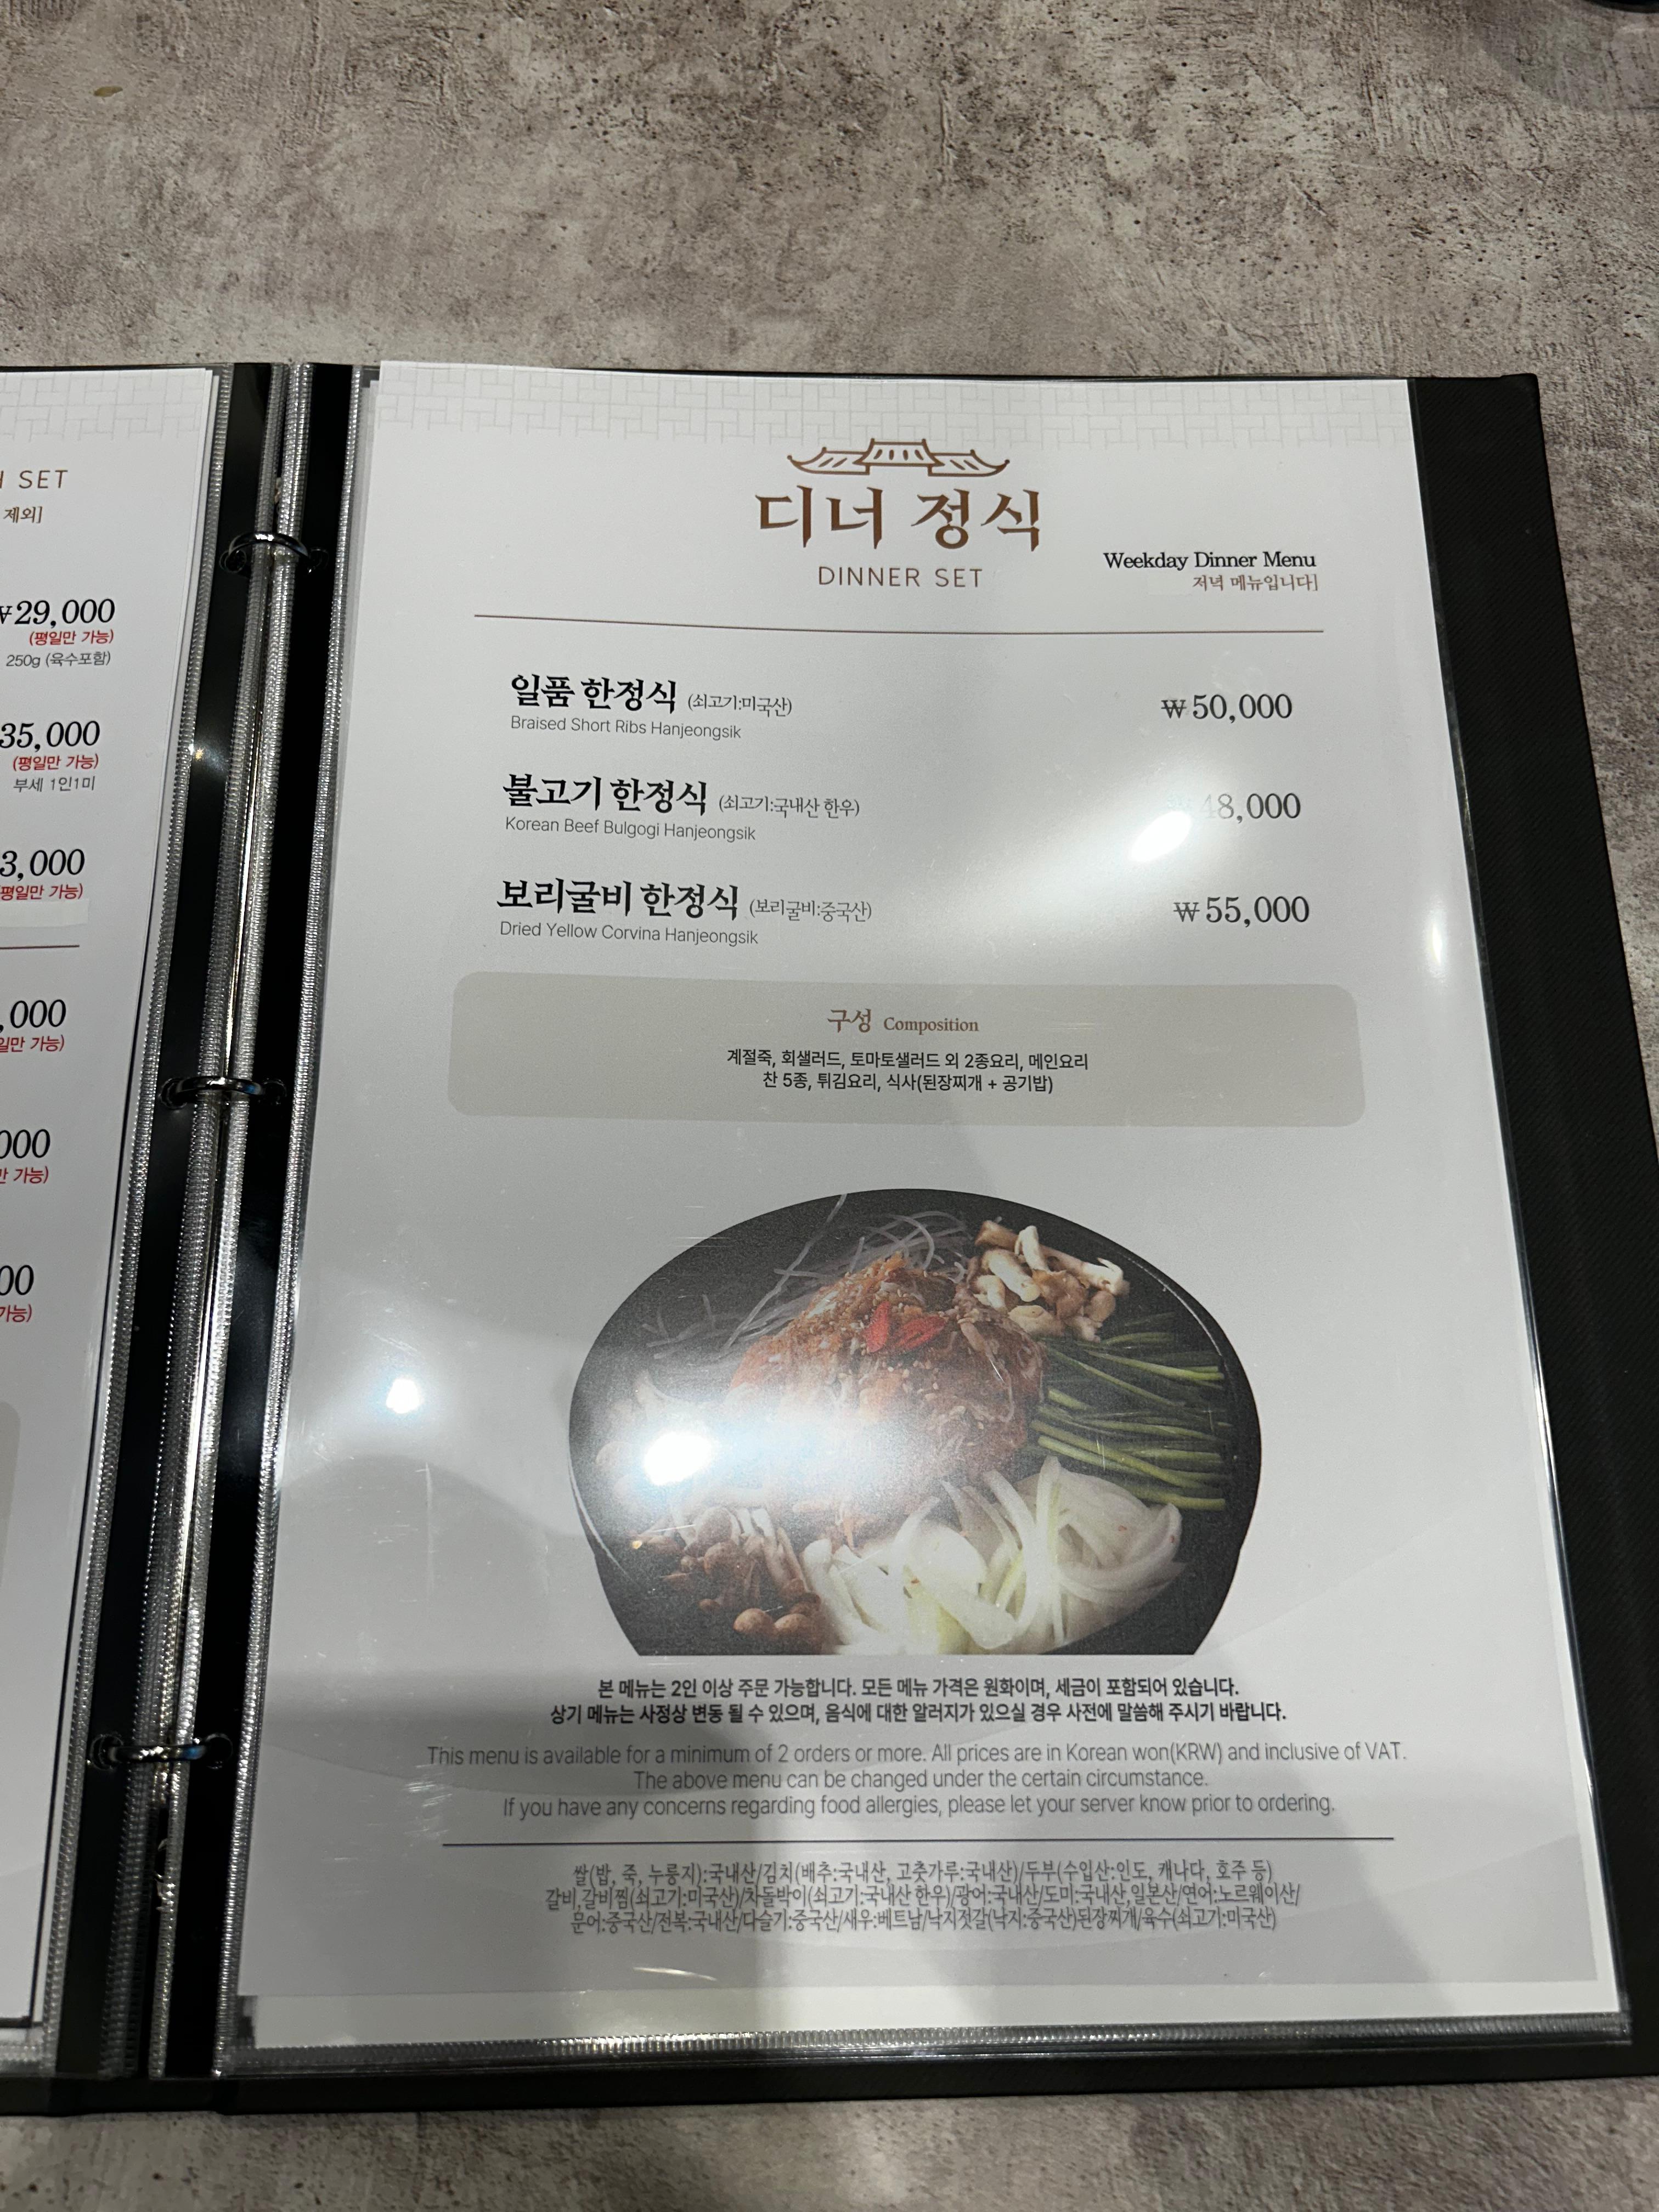 SET
제외]
₩29,000
(평일만 가능)
250g (육수포함)
35,000
(평일만 가능)
부세 1인1미
3,000
평일만 가능)
,000
가능)
000
가능)
00
가능)
디너 정식
DINNER SET
Weekday Dinner Menu
저녁 메뉴입니다]
일품 한정식 (쇠고기:미국산) ₩50,000
Braised Short Ribs Hanjeongsik
불고기 한정식 (쇠고기:국내산 한우) ₩48,000
Korean Beef Bulgogi Hanjeongsik
보리굴비 한정식 (보리굴비:중국산) ₩55,000
Dried Yellow Corvina Hanjeongsik
구성 Composition
계절죽, 회샐러드, 토마토샐러드 외 2종요리, 메인요리
찬 5종, 튀김요리, 식사(된장찌개 + 공기밥)
본 메뉴는 2인 이상 주문 가능합니다. 모든 메뉴 가격은 원화이며, 세금이 포함되어 있습니다.
상기 메뉴는 사정상 변동 될 수 있으며, 음식에 대한 알러지가 있으실 경우 사전에 말씀해 주시기 바랍니다.
This menu is available for a minimum of 2 orders or more. All prices are in Korean won(KRW) and inclusive of VAT.
The above menu can be changed under the certain circumstance.
If you have any concerns regarding food allergies, please let your server know prior to ordering.
쌀(밥, 죽, 누룽지):국내산/김치(배추:국내산, 고춧가루:국내산)/두부(수입산:인도, 캐나다, 호주 등)
갈비,갈비찜(쇠고기:미국산)/차돌박이(쇠고기:국내산 한우)/광어:국내산/도미:국내산,일본산/연어:노르웨이산/
문어:중국산/전복:국내산/다슬기:중국산/새우:베트남/낙지젓갈(낙지:중국산)된장찌개/육수(쇠고기:미국산)